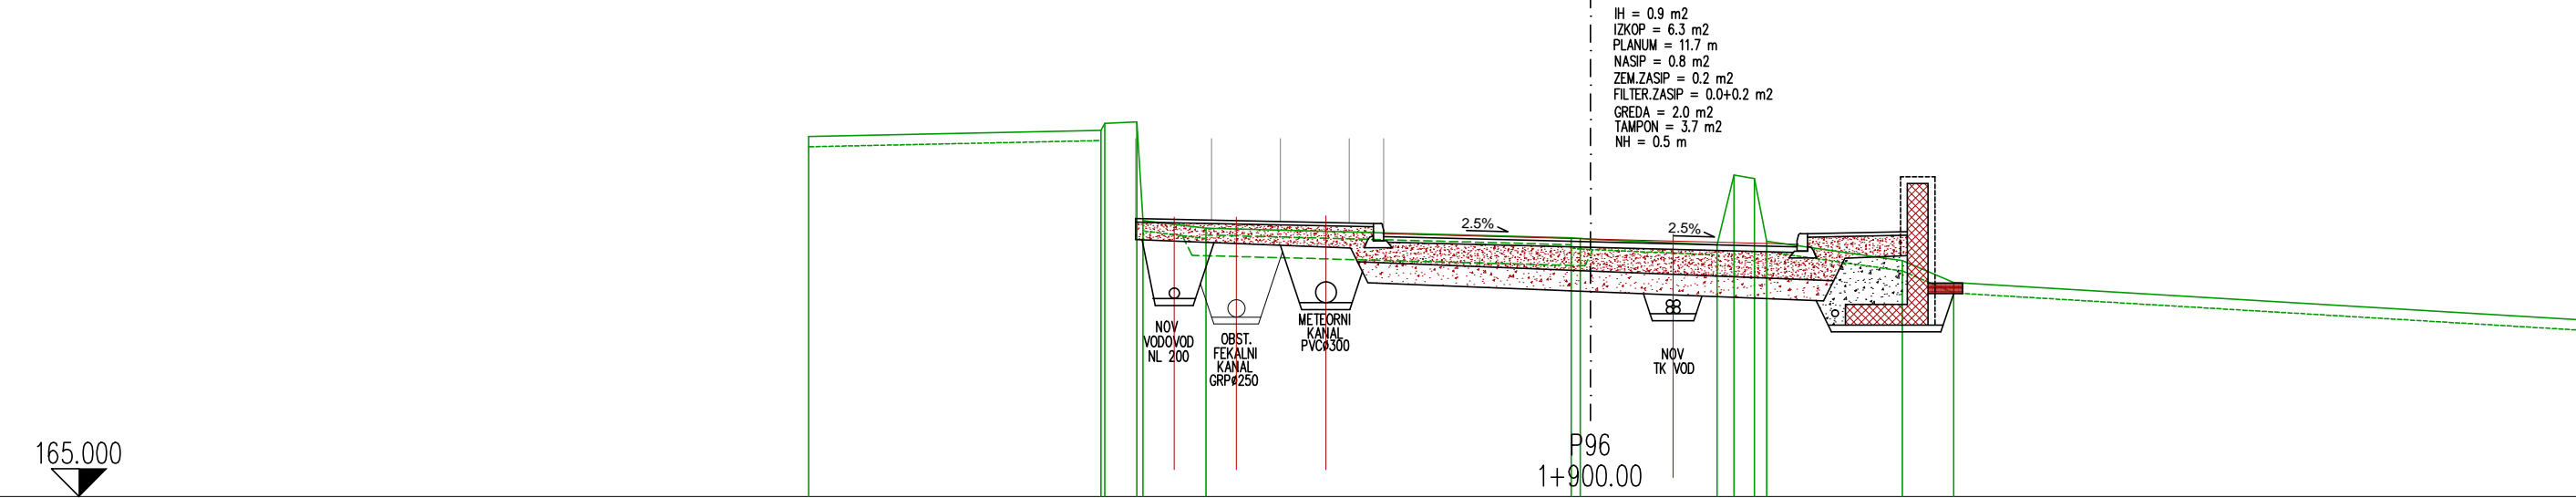 IH = 0.9 m2
IZKOP = 6.3 m2
PLANUM = 11.7 m
NASIP = 0.8 m2
ZEM.ZASIP = 0.2 m2
FILTER.ZASIP = 0.0+0.2 m2
GREDA = 2.0 m2
TAMPON = 3.7 m2
NH = 0.5 m
2.5%
2.5%
NOV
VODOVOD
NL 200
OBST.
FEKALNI
KANAL
GRPø250
METEORNI
KANAL
PVCø300
NOV
TK VOD
165.000
P96
1+900.00